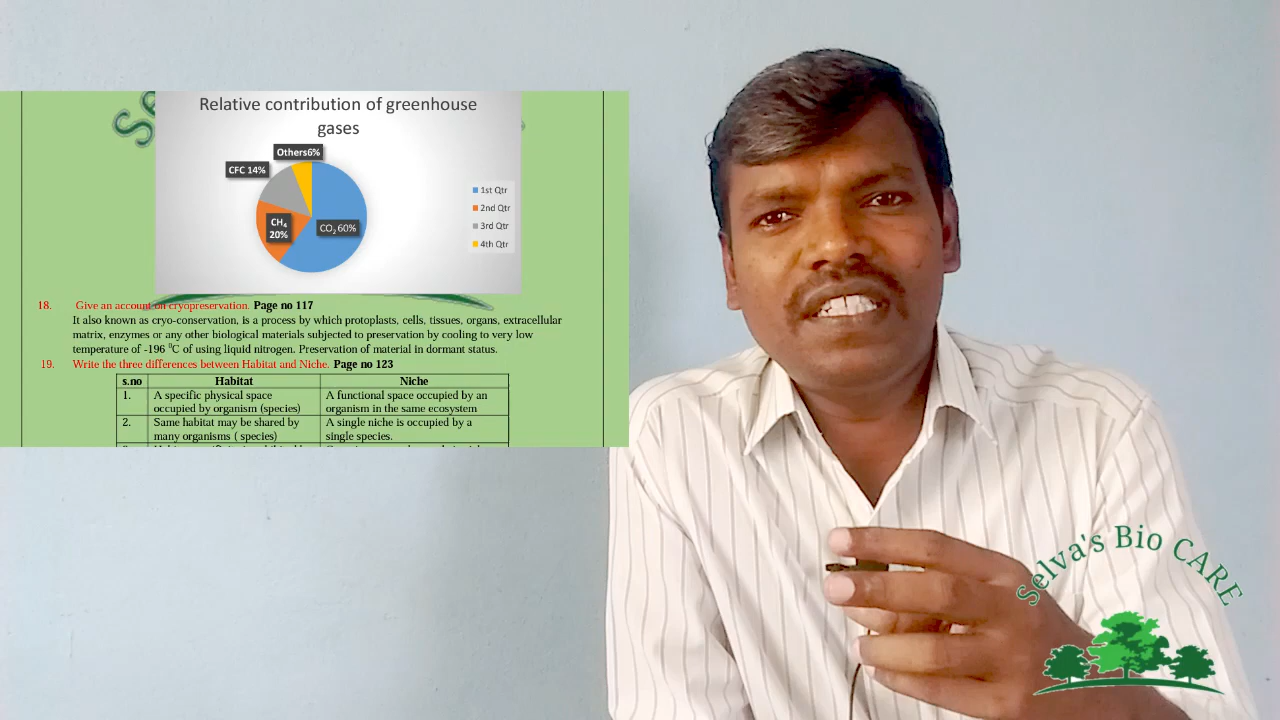 Se
Relative contribution of greenhouse
gases
Others6%
CFC 14%
CH4
20%
CO2 60%
1st Qtr
2nd Qtr
3rd Qtr
4th Qtr
18. Give an account on cryopreservation. Page no 117
It also known as cryo-conservation, is a process by which protoplasts, cells, tissues, organs, extracellular
matrix, enzymes or any other biological materials subjected to preservation by cooling to very low
temperature of -196 ⁰C of using liquid nitrogen. Preservation of material in dormant status.
19. Write the three differences between Habitat and Niche. Page no 123
s.no Habitat Niche
1. A specific physical space A functional space occupied by an
occupied by organism (species) organism in the same ecosystem
2. Same habitat may be shared by A single niche is occupied by a
many organisms ( species) single species.
Selva's Bio CARE